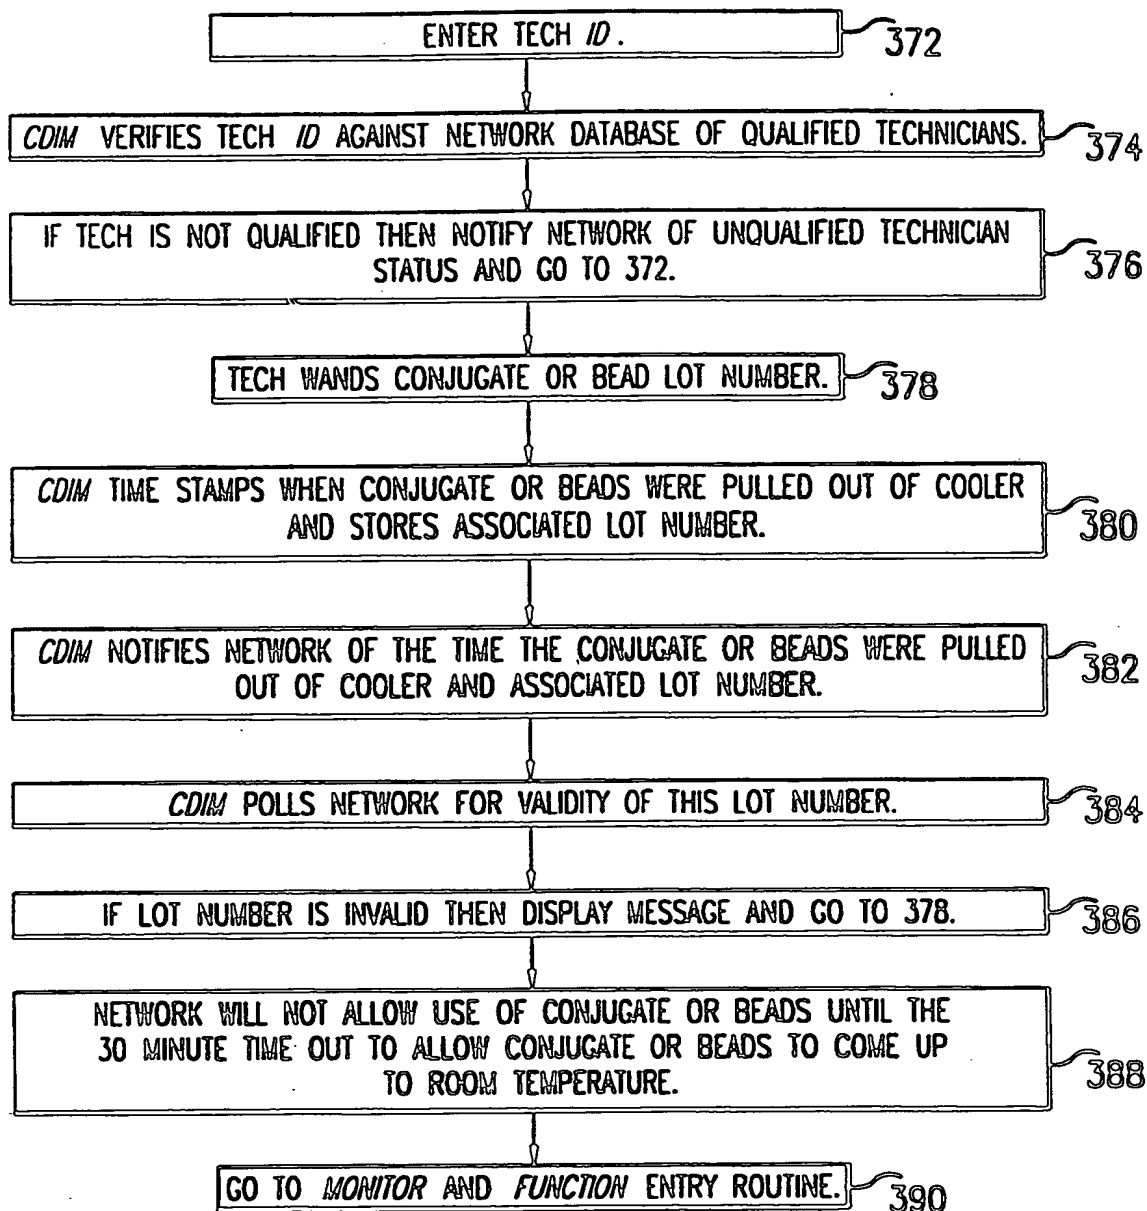 ENTER TECH ID.
372
CDIM VERIFIES TECH ID AGAINST NETWORK DATABASE OF QUALIFIED TECHNICIANS.
374
IF TECH IS NOT QUALIFIED THEN NOTIFY NETWORK OF UNQUALIFIED TECHNICIAN
STATUS AND GO TO 372.
376
TECH WANDS CONJUGATE OR BEAD LOT NUMBER.
378
CDIM TIME STAMPS WHEN CONJUGATE OR BEADS WERE PULLED OUT OF COOLER
AND STORES ASSOCIATED LOT NUMBER.
380
CDIM NOTIFIES NETWORK OF THE TIME THE CONJUGATE OR BEADS WERE PULLED
OUT OF COOLER AND ASSOCIATED LOT NUMBER.
382
CDIM POLLS NETWORK FOR VALIDITY OF THIS LOT NUMBER.
384
IF LOT NUMBER IS INVALID THEN DISPLAY MESSAGE AND GO TO 378.
386
NETWORK WILL NOT ALLOW USE OF CONJUGATE OR BEADS UNTIL THE
30 MINUTE TIME OUT TO ALLOW CONJUGATE OR BEADS TO COME UP
TO ROOM TEMPERATURE.
388
GO TO MONITOR AND FUNCTION ENTRY ROUTINE.
390